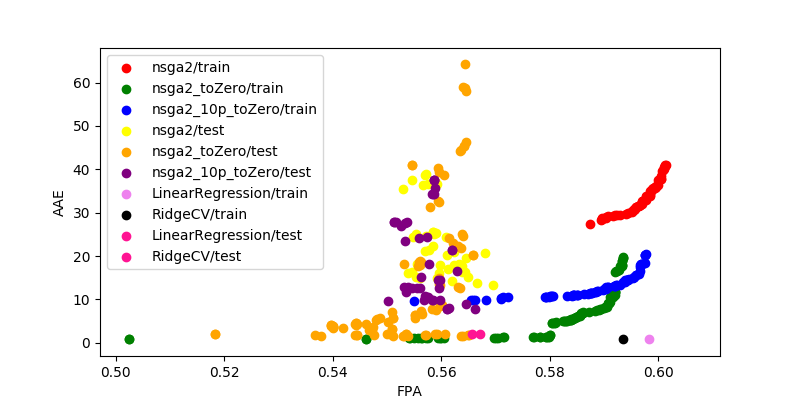 nsga2/train
nsga2_toZero/train
nsga2_10p_toZero/train
nsga2/test
nsga2_toZero/test
nsga2_10p_toZero/test
LinearRegression/train
RidgeCV/train
LinearRegression/test
RidgeCV/test
AAE
60
50
40
30
20
10
0
0.50 0.52 0.54 0.56 0.58 0.60
FPA